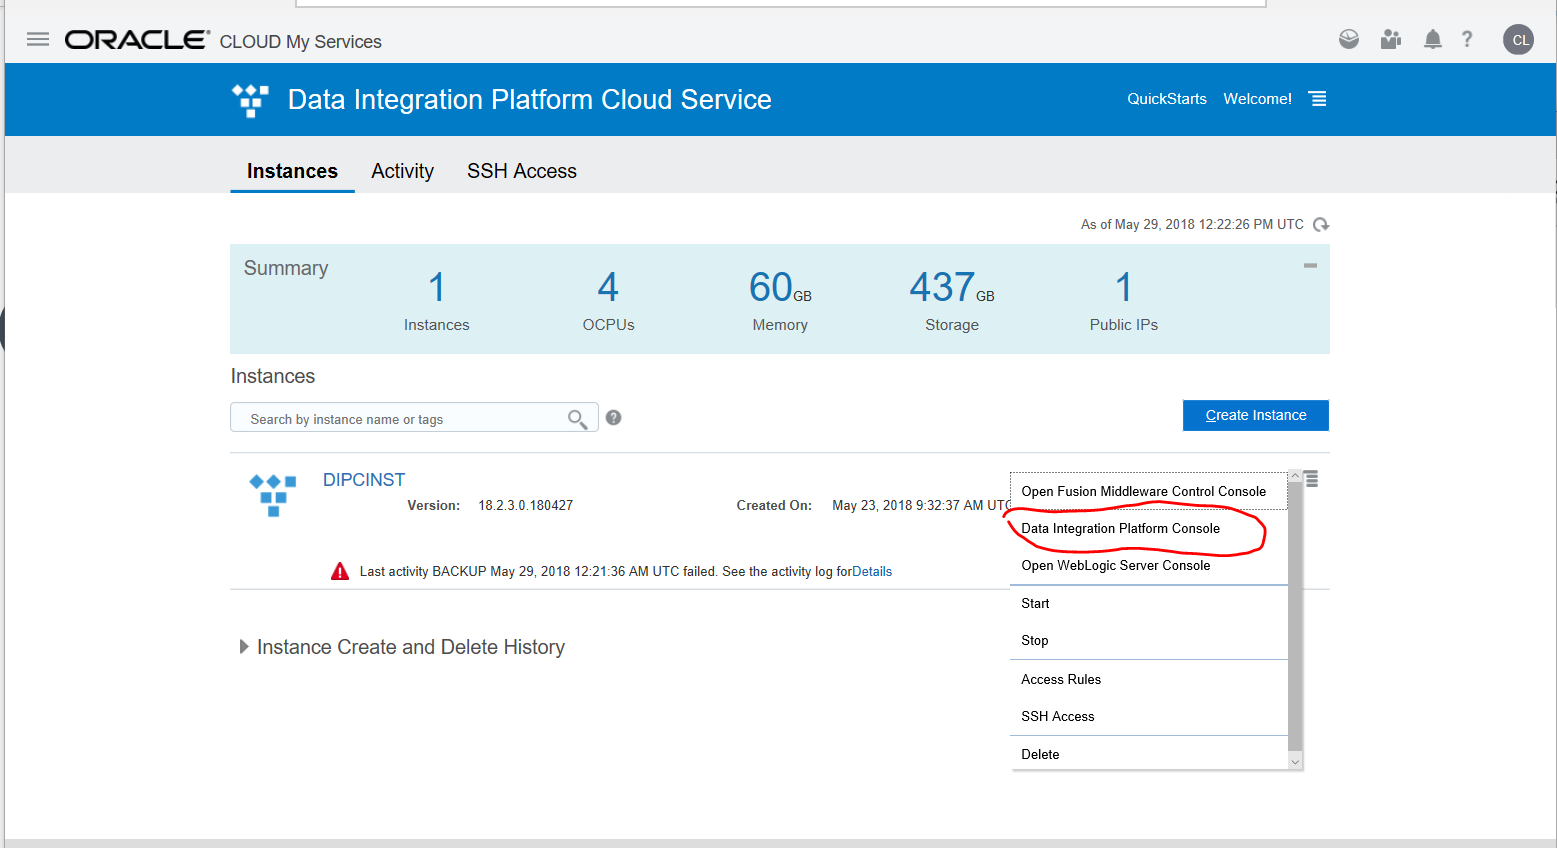 ORACLE® CLOUD My Services
? CL
Data Integration Platform Cloud Service
QuickStarts Welcome!
Instances Activity SSH Access
As of May 29, 2018 12:22:26 PM UTC
Summary
1 4 60 GB 437 GB 1
Instances OCPUs Memory Storage Public IPs
Instances
Search by instance name or tags ?
Create Instance
DIPCINST
Version: 18.2.3.0.180427 Created On: May 23, 2018 9:32:37 AM UTC
Last activity BACKUP May 29, 2018 12:21:36 AM UTC failed. See the activity log forDetails
Open Fusion Middleware Control Console
Data Integration Platform Console
Open WebLogic Server Console
Start
Stop
Access Rules
SSH Access
Delete
Instance Create and Delete History